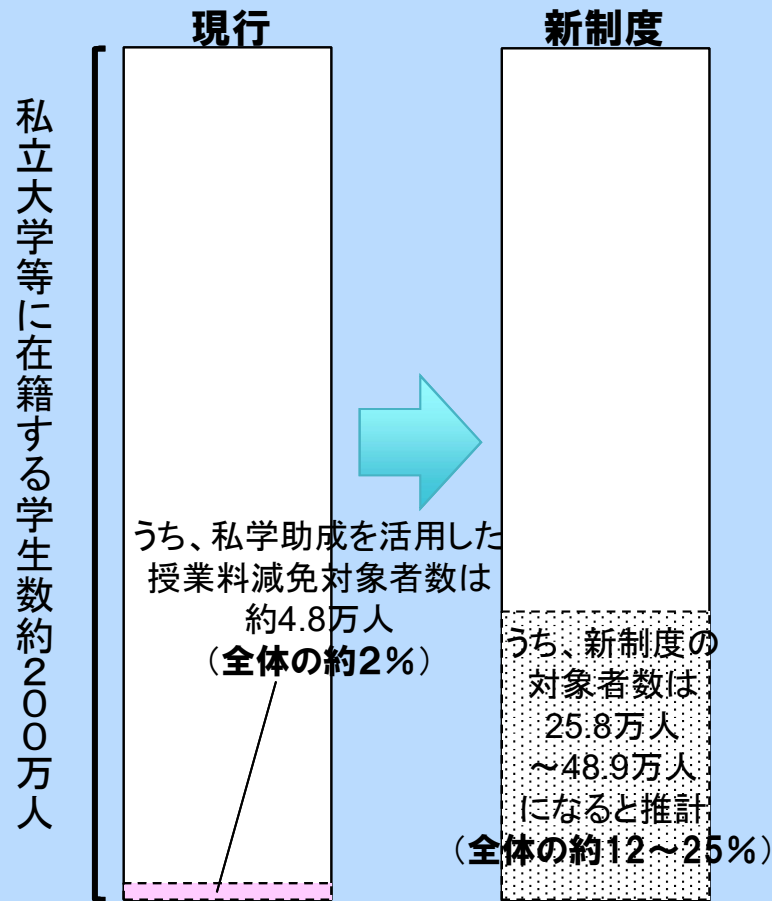 現行
新制度
私立大学等に在籍する学生数約200万人
うち、私学助成を活用した
授業料減免対象者数は
約4.8万人
（全体の約2％）
うち、新制度の
対象者数は
25.8万人
～48.9万人
になると推計
（全体の約12～25％）